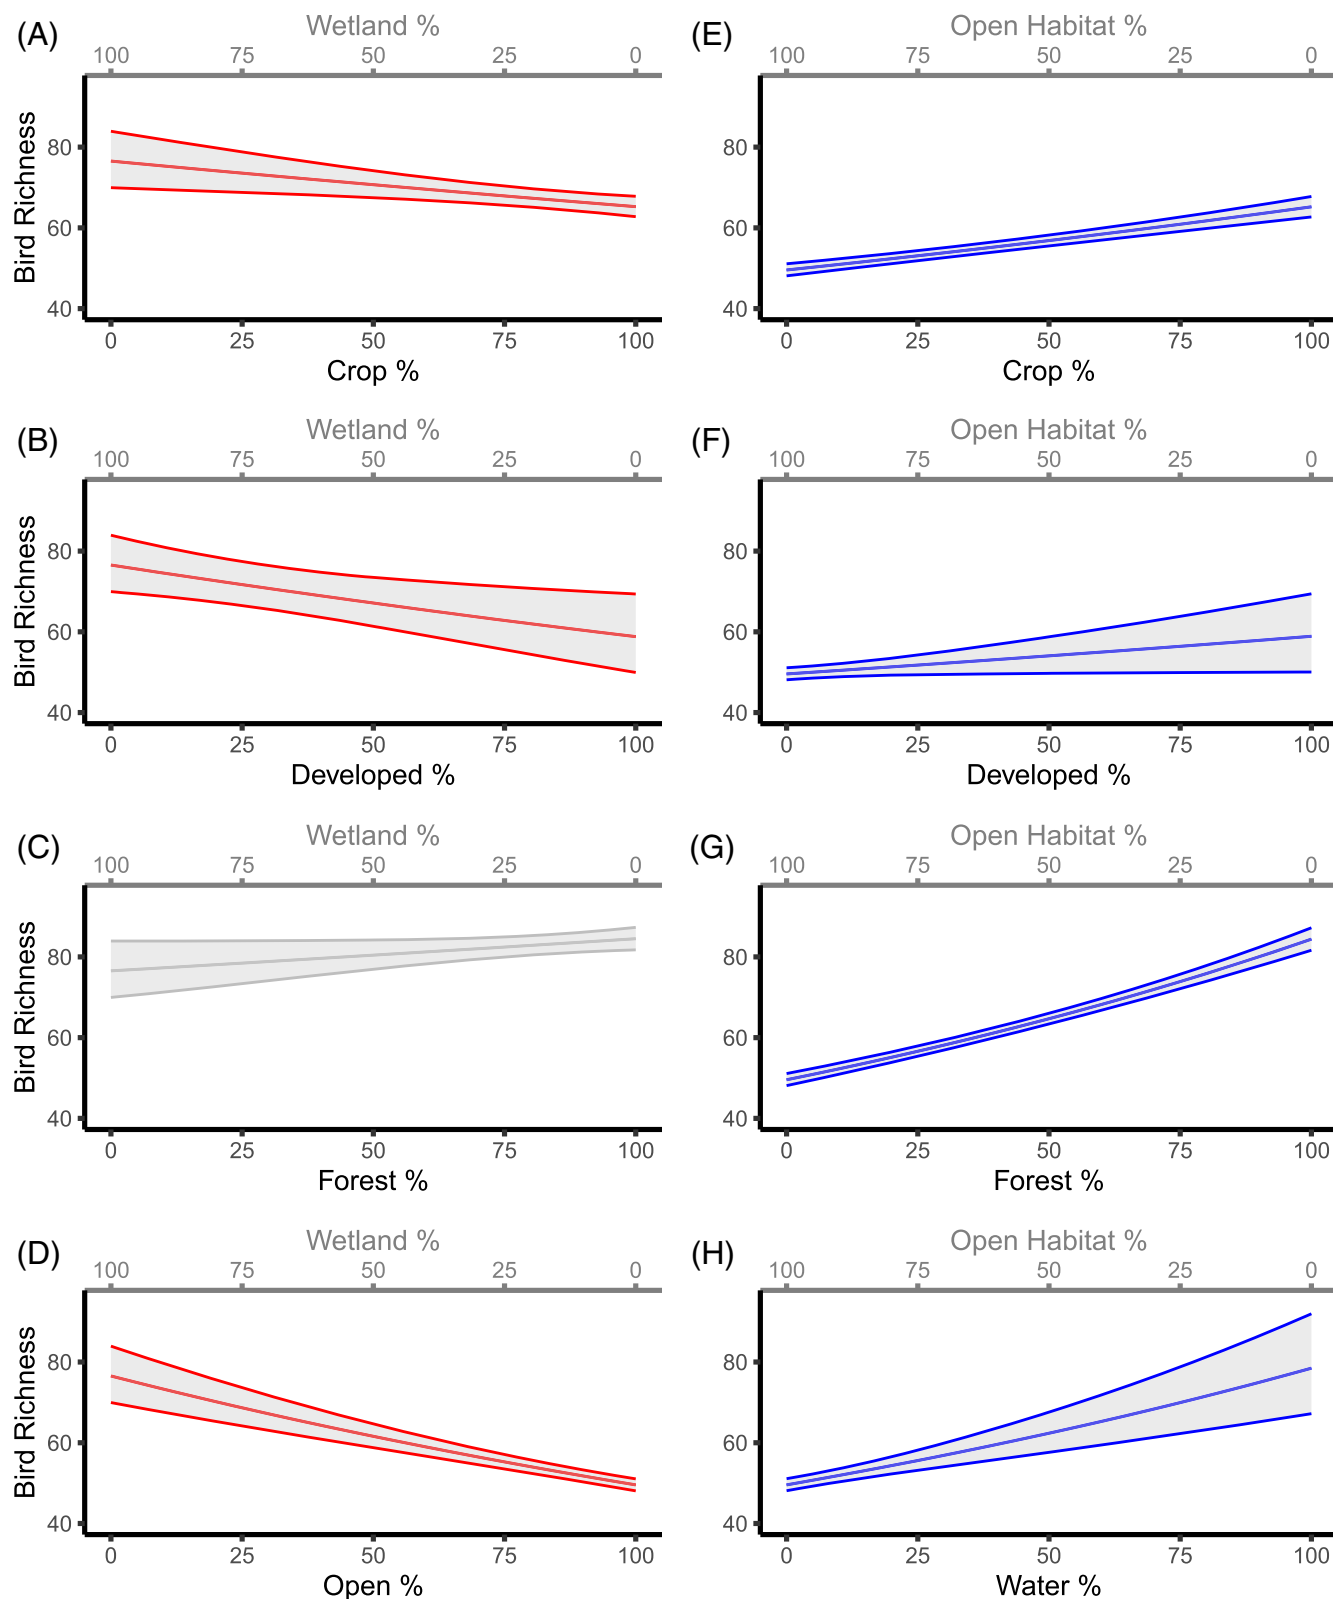 (A)
Wetland %
100 75 50 25 0
Bird Richness
80
60
40
0 25 50 75 100
Crop %
(E)
Open Habitat %
100 75 50 25 0
80
60
40
0 25 50 75 100
Crop %
(B)
Wetland %
100 75 50 25 0
Bird Richness
80
60
40
0 25 50 75 100
Developed %
(F)
Open Habitat %
100 75 50 25 0
80
60
40
0 25 50 75 100
Developed %
(C)
Wetland %
100 75 50 25 0
Bird Richness
80
60
40
0 25 50 75 100
Forest %
(G)
Open Habitat %
100 75 50 25 0
80
60
40
0 25 50 75 100
Forest %
(D)
Wetland %
100 75 50 25 0
Bird Richness
80
60
40
0 25 50 75 100
Open %
(H)
Open Habitat %
100 75 50 25 0
80
60
40
0 25 50 75 100
Water %